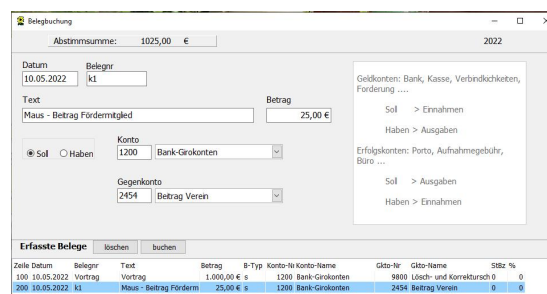 Belegbuchung
Abstimmsumme: 1025,00 €
2022
Datum Belegnr
10.05.2022 k1
Text Betrag
Maus - Beitrag Fördermitglied 25,00 €
Soll Haben
Konto
1200 Bank-Girokonten
Gegenkonto
2454 Beitrag Verein
Geldkonten: Bank, Kasse, Verbindkichkeiten,
Forderung ....
Soll > Einnahmen
Haben > Ausgaben
Erfolgskonten: Porto, Aufnahmegebühr,
Büro ...
Soll > Ausgaben
Haben > Einnahmen
Erfasste Belege löschen buchen
Zeile Datum Belegnr Text Betrag B-Typ Konto-Nr Konto-Name Gkto-Nr Gkto-Name StBz %
100 10.05.2022 Vortrag Vortrag 1.000,00 € s 1200 Bank-Girokonten 9800 Lösch- und Korrektursch 0 0
200 10.05.2022 k1 Maus - Beitrag Förderm 25,00 € s 1200 Bank-Girokonten 2454 Beitrag Verein 0 0